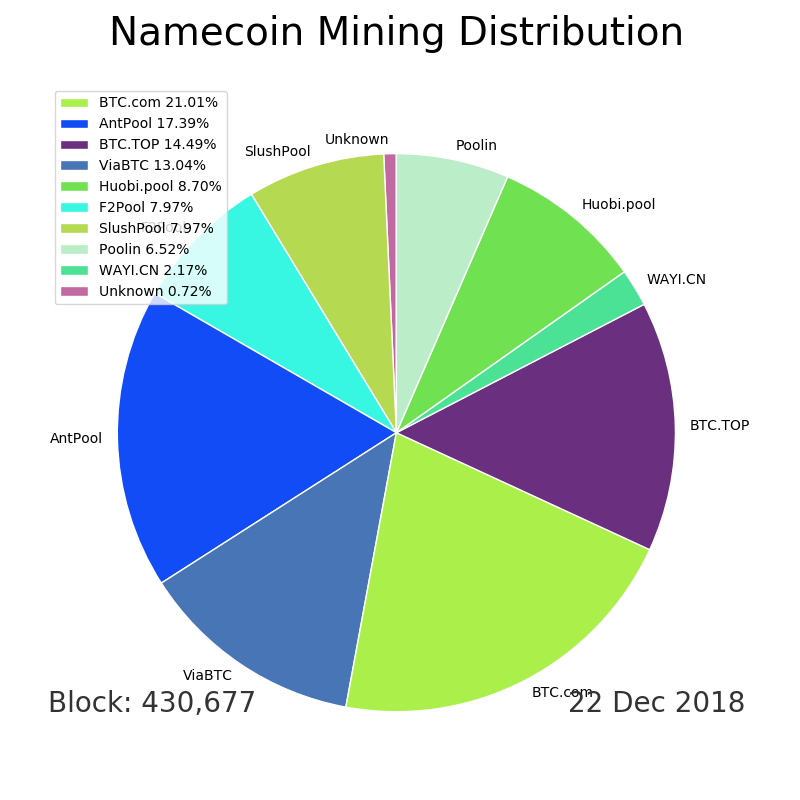 Namecoin Mining Distribution
BTC.com 21.01%
AntPool 17.39%
BTC.TOP 14.49%
ViaBTC 13.04%
Huobi.pool 8.70%
F2Pool 7.97%
SlushPool 7.97%
Poolin 6.52%
WAYI.CN 2.17%
Unknown 0.72%
Unknown
Poolin
SlushPool
Huobi.pool
WAYI.CN
BTC.TOP
AntPool
ViaBTC
BTC.com
Block: 430,677
22 Dec 2018